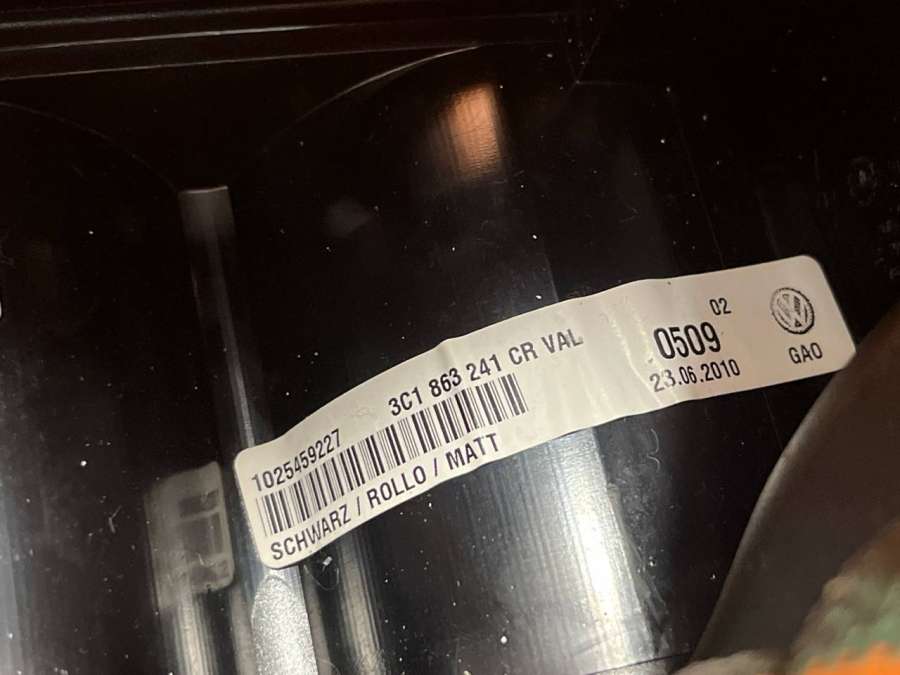 1025459227 3C1 863 241 CR VAL
SCHWARZ / ROLLO / MATT
02
0509
23.06.2010
GAO